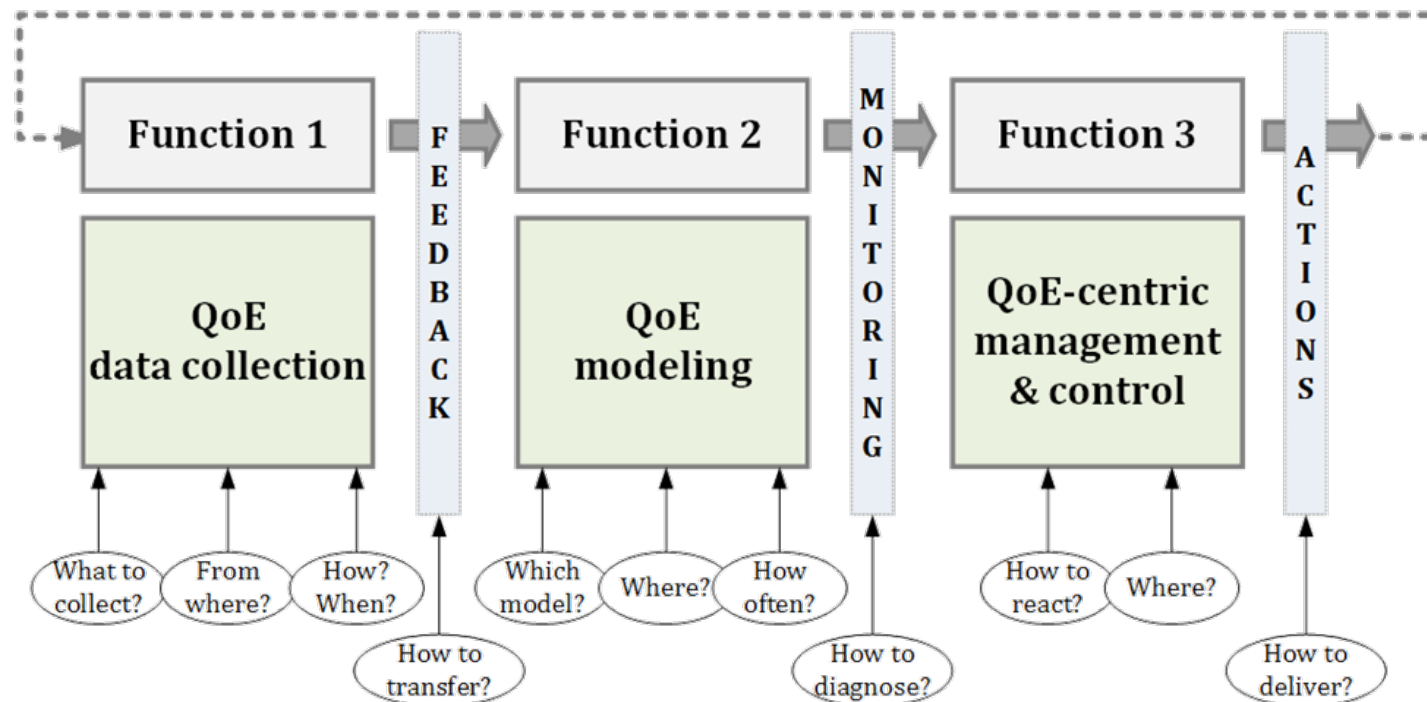 Function 1
Function 2
Function 3
FEEDBACK
MONITORING
ACTIONS
QoE
data collection
QoE
modeling
QoE-centric
management
& control
What to
collect?
From
where?
How?
When?
Which
model?
Where?
How
often?
How to
react?
Where?
How to
transfer?
How to
diagnose?
How to
deliver?